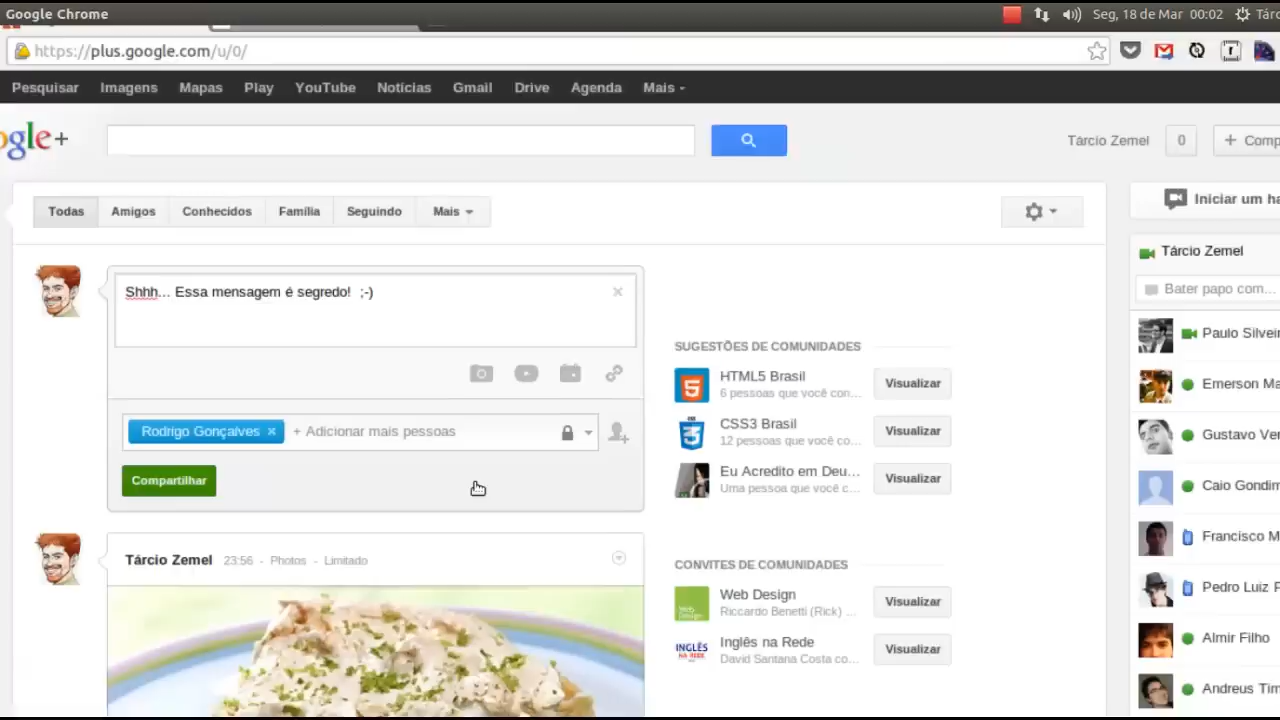 Google Chrome
Seg, 18 de Mar 00:02
https://plus.google.com/u/0/
Pesquisar Imagens Mapas Play YouTube Notícias Gmail Drive Agenda Mais
ogle+
Tárcio Zemel 0 + Comp
Todas Amigos Conhecidos Família Seguindo Mais
Iniciar um ha
Tárcio Zemel
Bater papo com...
Shhh... Essa mensagem é segredo! ;-)
Rodrigo Gonçalves × + Adicionar mais pessoas
Compartilhar
SUGESTÕES DE COMUNIDADES
HTML5 Brasil
6 pessoas que você con...
Visualizar
CSS3 Brasil
12 pessoas que você co...
Visualizar
Eu Acredito em Deu...
Uma pessoa que você c...
Visualizar
Tárcio Zemel 23:56 - Photos - Limitado
CONVITES DE COMUNIDADES
Web Design
Riccardo Benetti (Rick) ...
Visualizar
Inglês na Rede
David Santana Costa co...
Visualizar
INGLÊS
NA REDE
Paulo Silvei
Emerson Ma
Gustavo Ver
Caio Gondim
Francisco M
Pedro Luiz F
Almir Filho
Andreus Tim